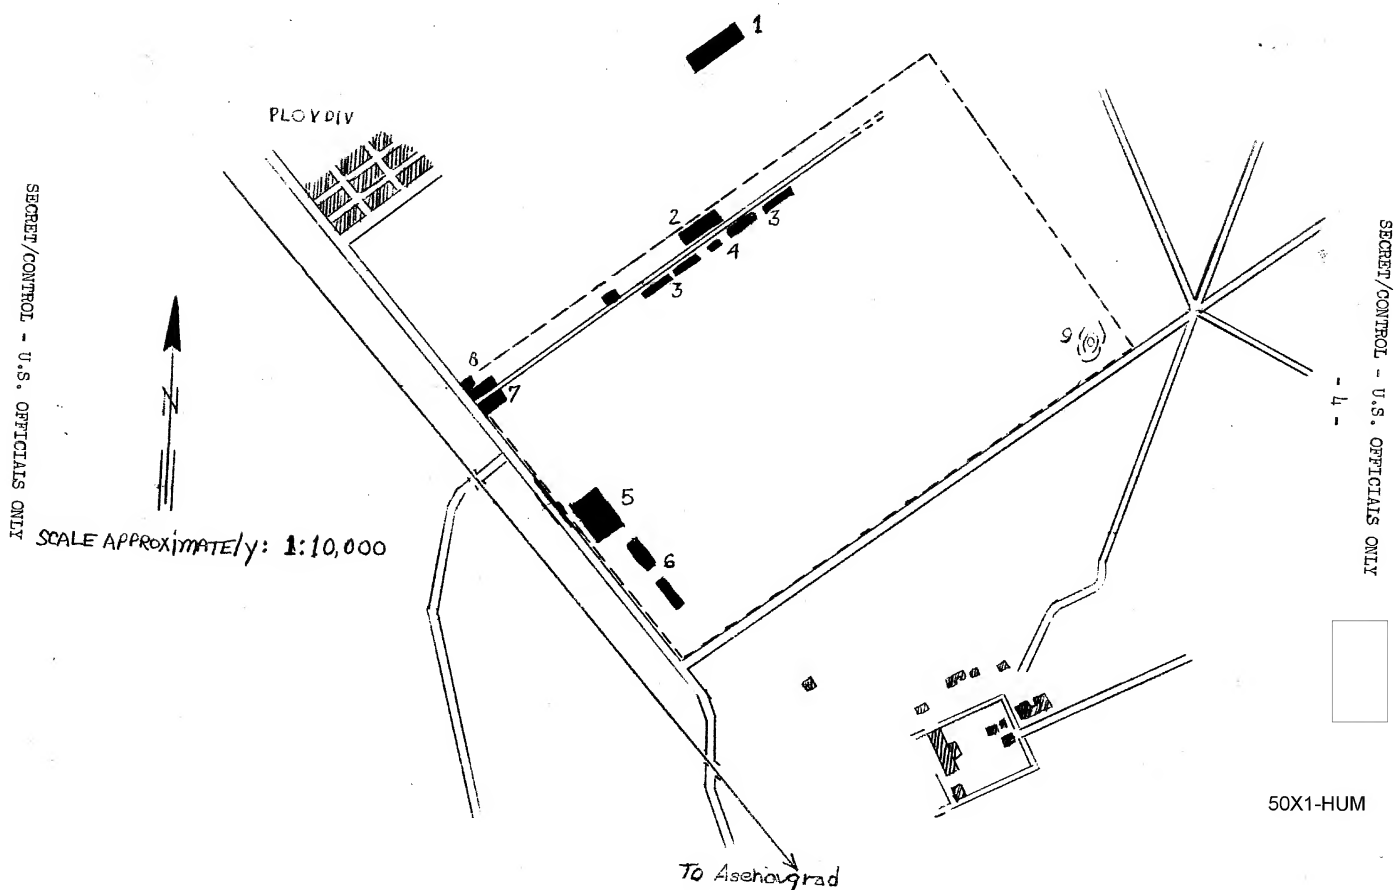 1
PLOYDIV
2
3
4
3
8
7
9
5
6
N
SCALE APPROXIMATEly: 1:10,000
To Asenovgrad
SECRET/CONTROL - U.S. OFFICIALS ONLY
SECRET/CONTROL - U.S. OFFICIALS ONLY
- 4 -
50X1-HUM